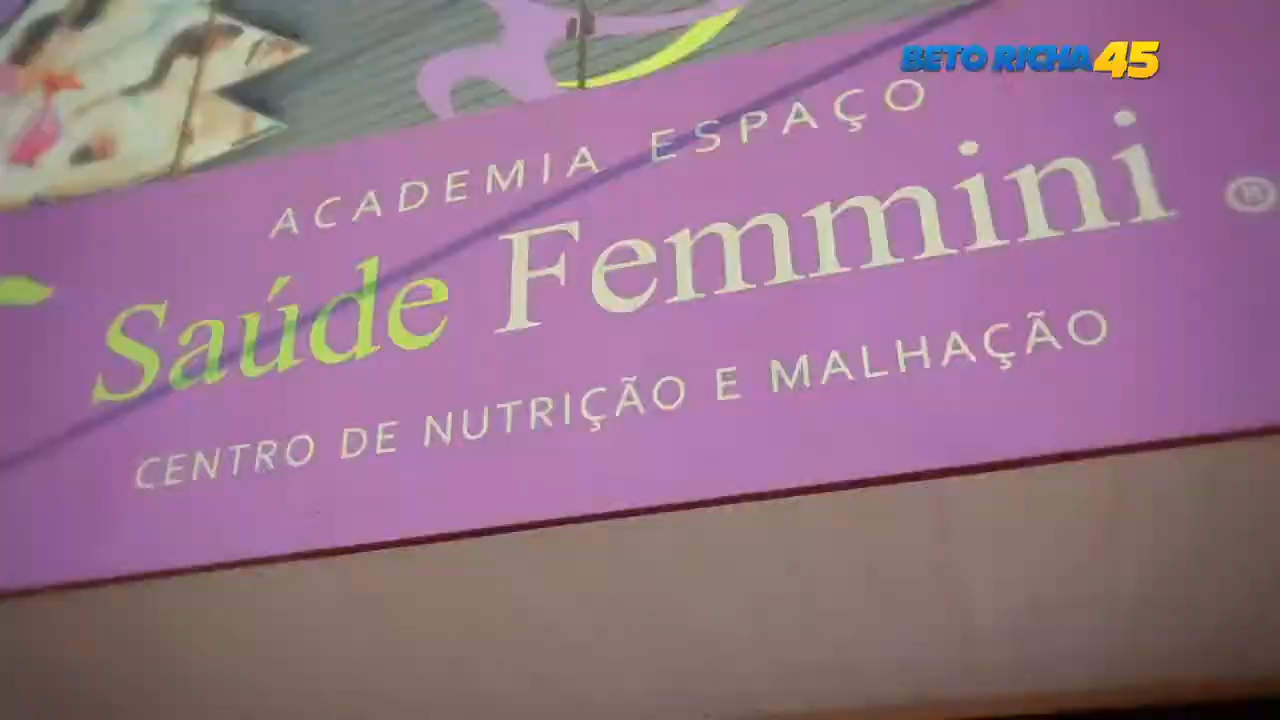 BETO RICHA 45
ACADEMIA ESPAÇO
Saúde Femmini ®
CENTRO DE NUTRIÇÃO E MALHAÇÃO